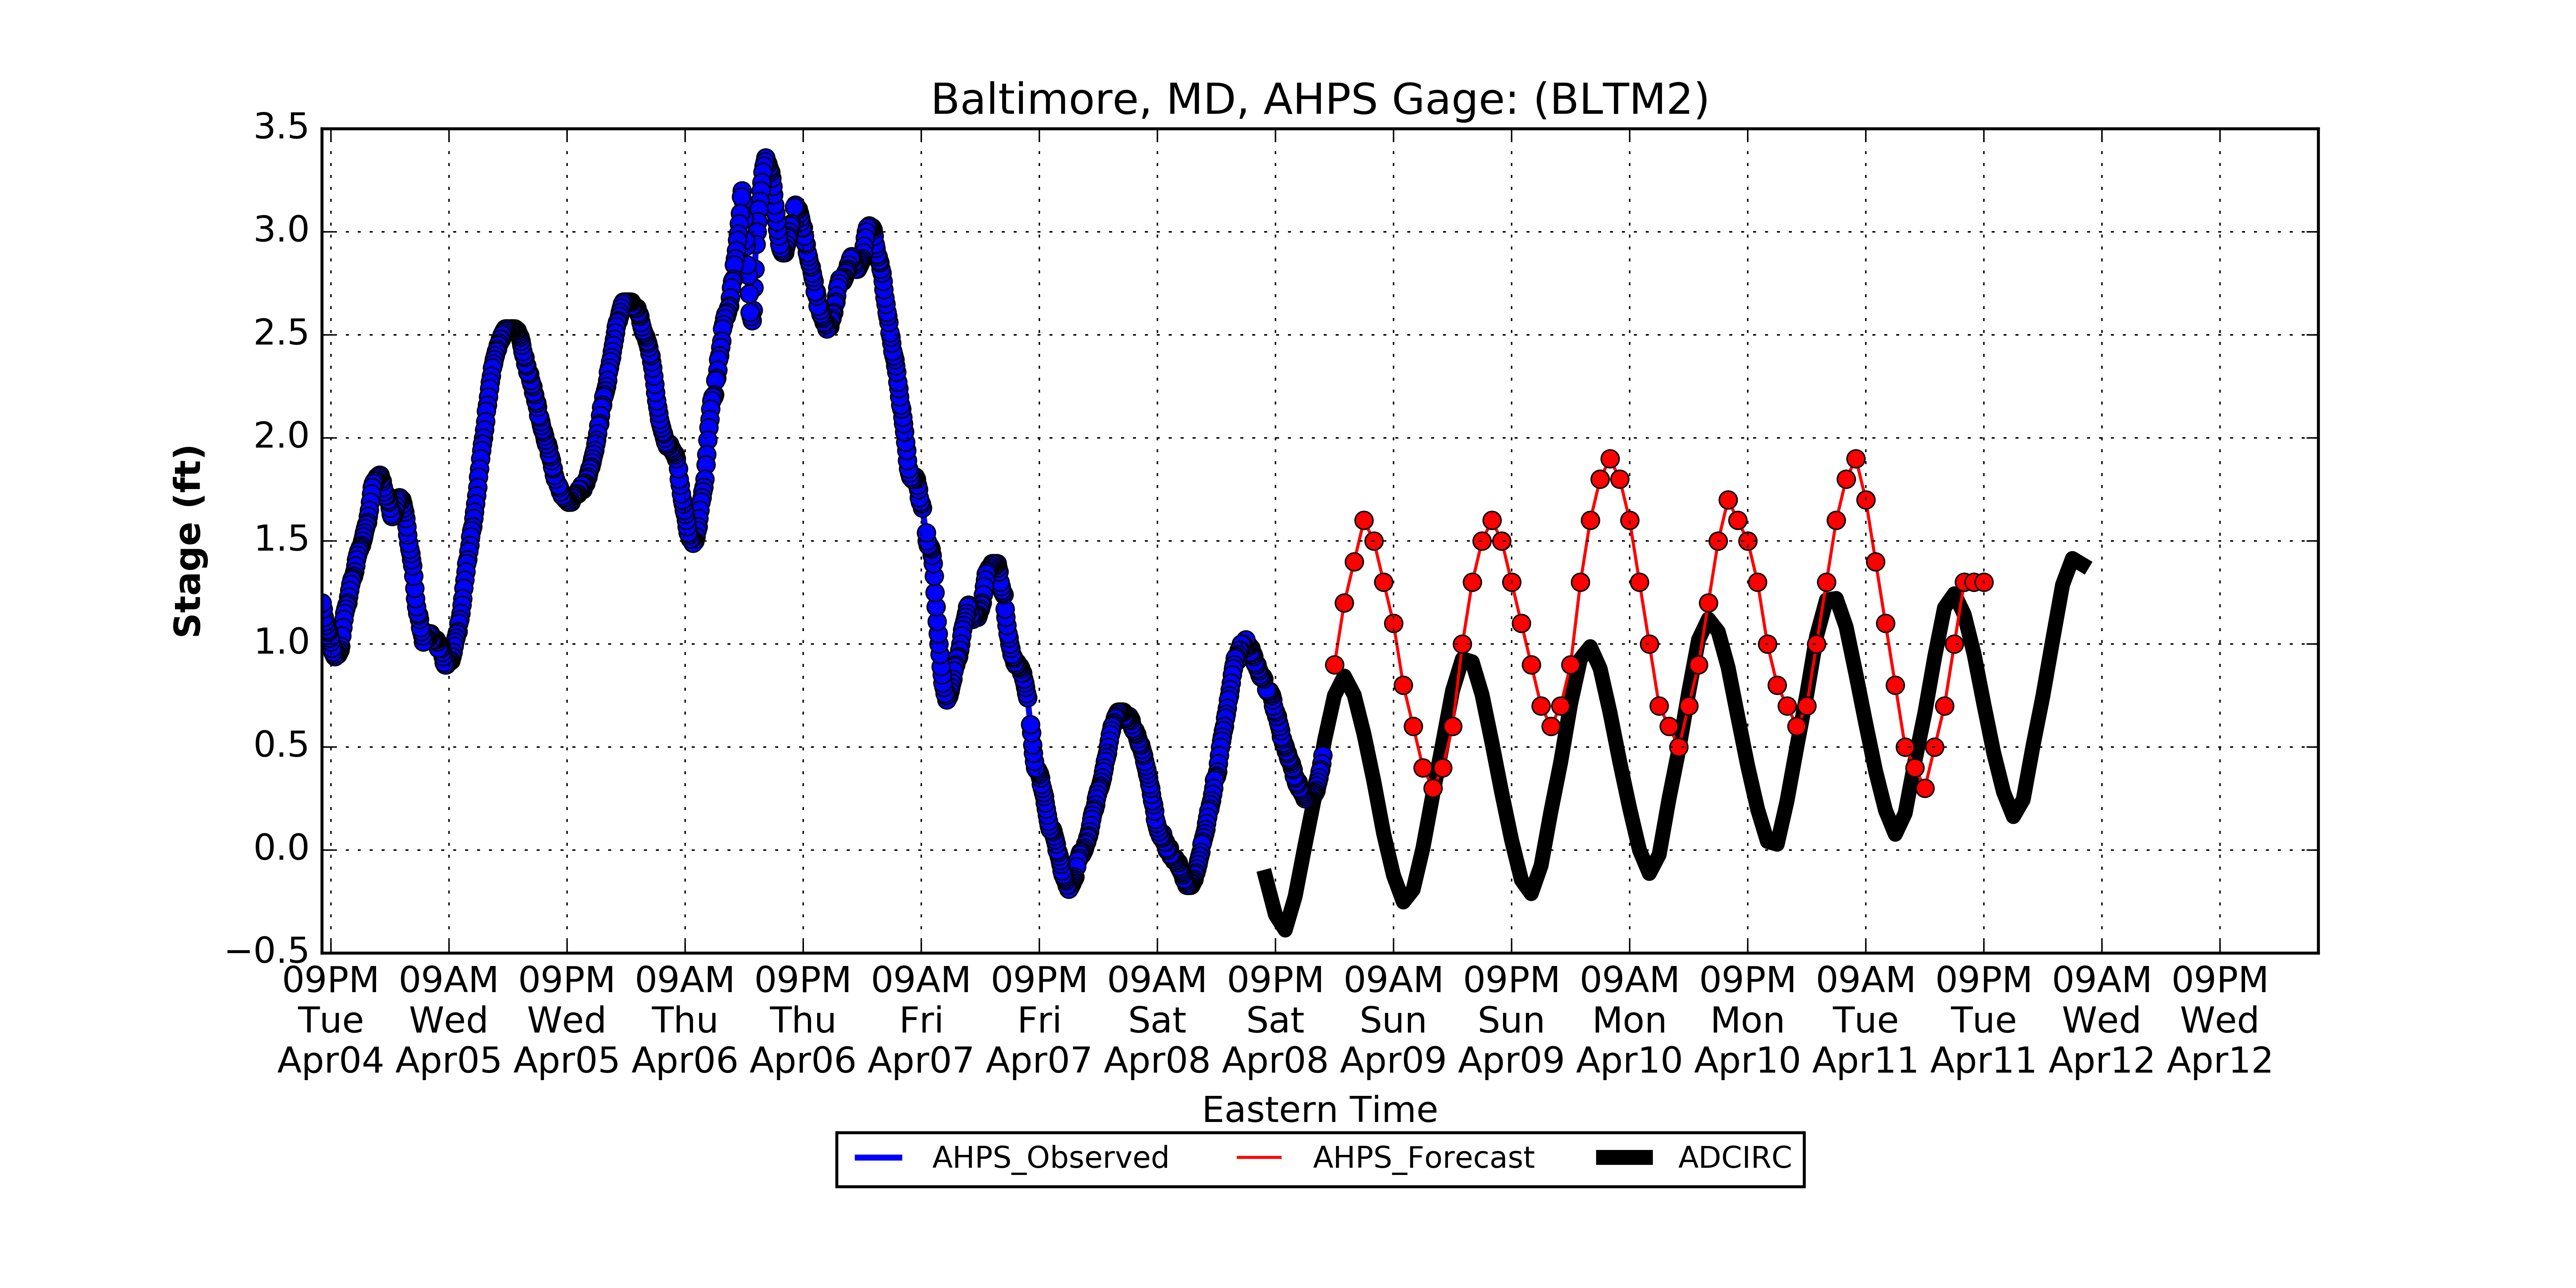 Baltimore, MD, AHPS Gage: (BLTM2)
3.5
3.0
2.5
2.0
1.5
1.0
0.5
0.0
−0.5
Stage (ft)
09PM 09AM 09PM 09AM 09PM 09AM 09PM 09AM 09PM 09AM 09PM 09AM 09PM 09AM 09PM 09AM 09PM
Tue Wed Wed Thu Thu Fri Fri Sat Sat Sun Sun Mon Mon Tue Tue Wed Wed
Apr04 Apr05 Apr05 Apr06 Apr06 Apr07 Apr07 Apr08 Apr08 Apr09 Apr09 Apr10 Apr10 Apr11 Apr11 Apr12 Apr12
Eastern Time
AHPS_Observed AHPS_Forecast ADCIRC